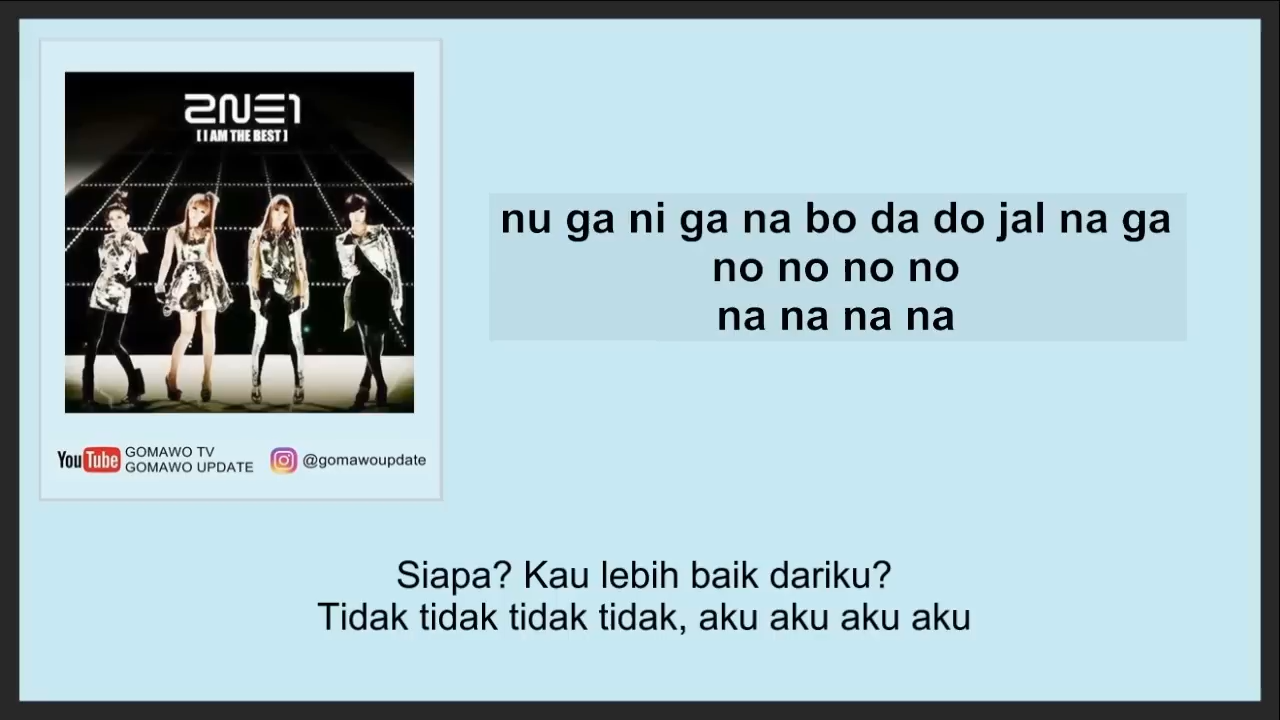 2NE1
[ I AM THE BEST ]
nu ga ni ga na bo da do jal na ga
no no no no
na na na na
YouTube
GOMAWO TV
GOMAWO UPDATE
@gomawoupdate
Siapa? Kau lebih baik dariku?
Tidak tidak tidak tidak, aku aku aku aku